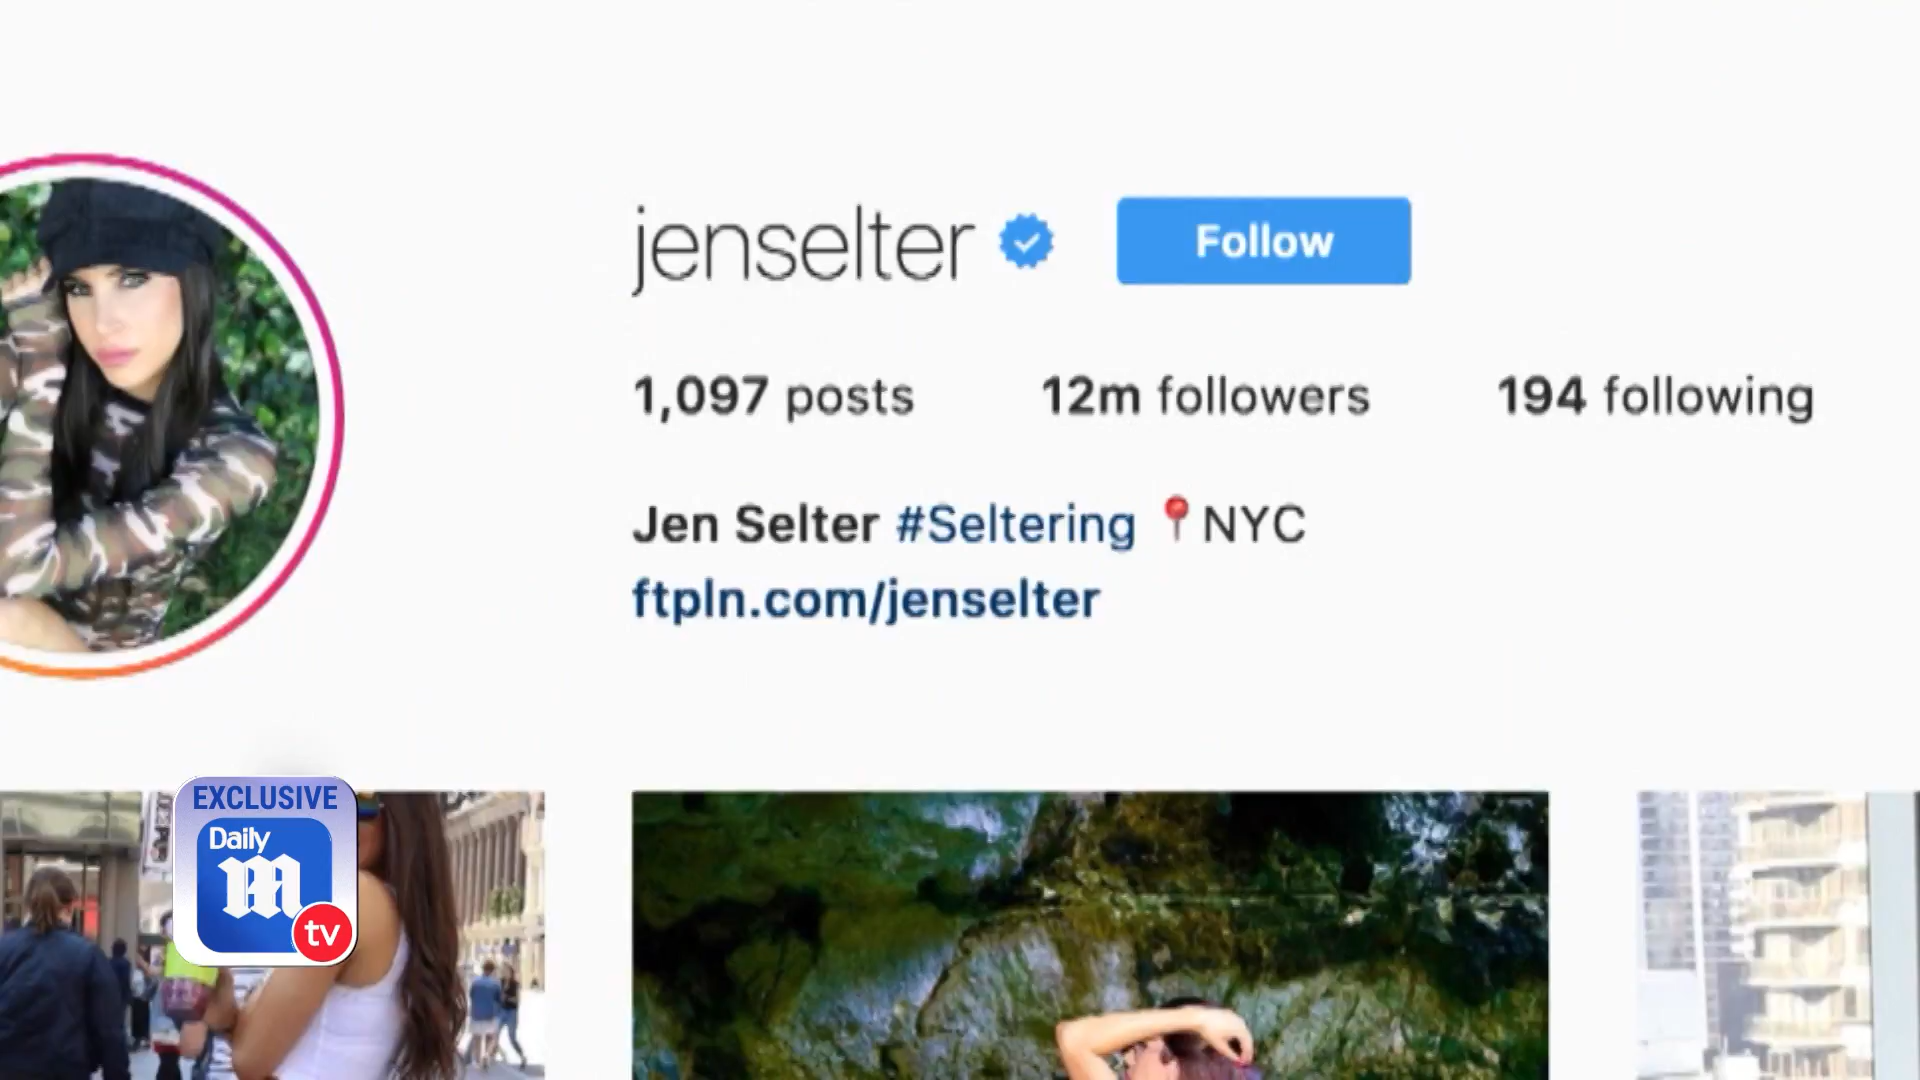 jenselter
Follow
1,097 posts 12m followers 194 following
Jen Selter #Seltering 📍NYC
ftpln.com/jenselter
EXCLUSIVE
Daily
M
tv